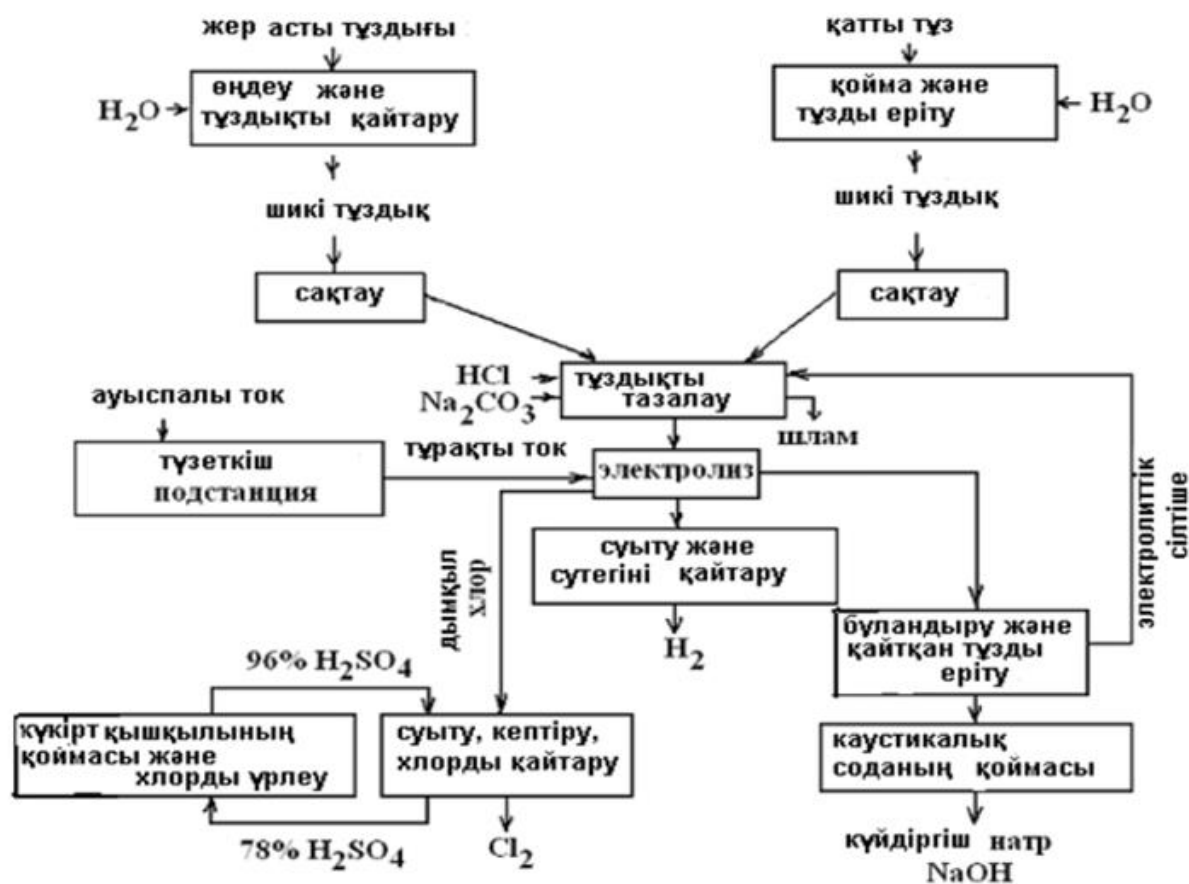 жер асты тұздығы
қатты тұз
H2O
өңдеу және
тұздықты қайтару
қойма және
тұзды еріту
H2O
шикі тұздық
шикі тұздық
сақтау
сақтау
HCl
Na2CO3
тұздықты
тазалау
шлам
ауыспалы ток
түзеткіш
подстанция
тұрақты ток
электролиз
электролиттік
сілтіше
суыту және
сутегіні қайтару
H2
дымқыл
хлор
бұландыру және
қайтқан тұзды
еріту
96% H2SO4
күкірт қышқылының
қоймасы және
хлорды үрлеу
суыту, кептіру,
хлорды қайтару
каустикалық
соданың қоймасы
78% H2SO4
Cl2
күйдіргіш натр
NaOH